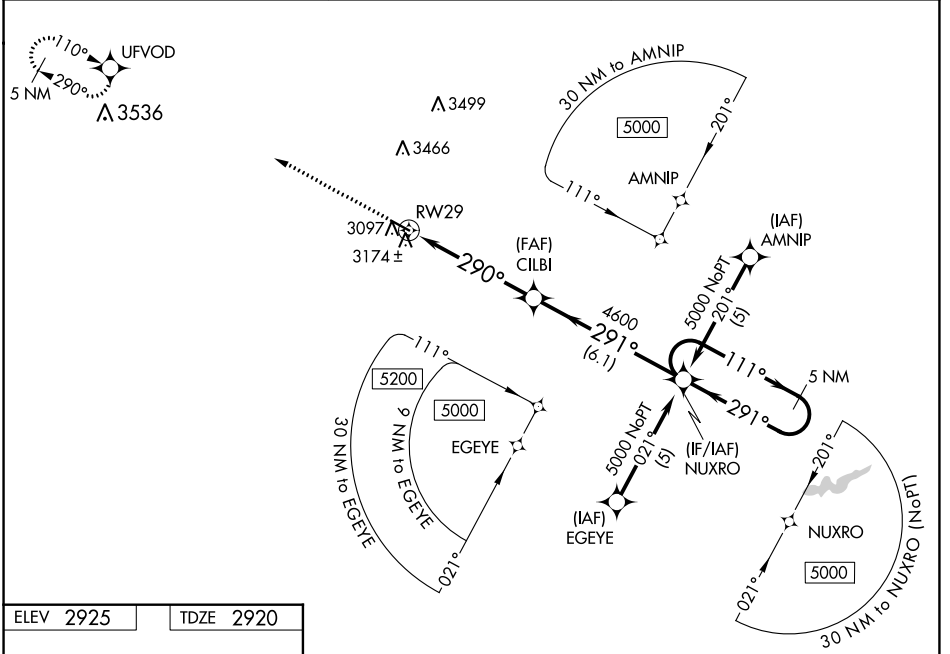 110°
UFVOD
290°
5 NM
3536
3499
3466
30 NM to AMNIP
5000
201°
111°
AMNIP
RW29
3097
3174 ±
290°
(FAF)
CILBI
(IAF)
AMNIP
5000 NoPT
201°
(5)
4600
291°
(6.1)
111°
5 NM
291°
(IF/IAF)
NUXRO
5000 NoPT
021°
(5)
(IAF)
EGEYE
111°
5200
5000
EGEYE
9 NM to EGEYE
30 NM to EGEYE
021°
201°
NUXRO
5000
021°
30 NM to NUXRO (NoPT)
ELEV 2925
TDZE 2920